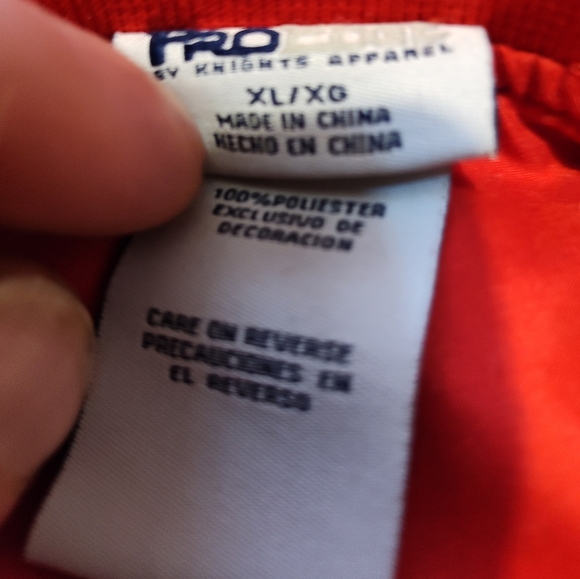 PRO
BY KNIGHTS APPAREL
XL/XG
MADE IN CHINA
HECHO EN CHINA
100%POLIESTER
EXCLUSIVO DE
DECORACION
CARE ON REVERSE
PRECAUCIONES EN
EL REVERSO